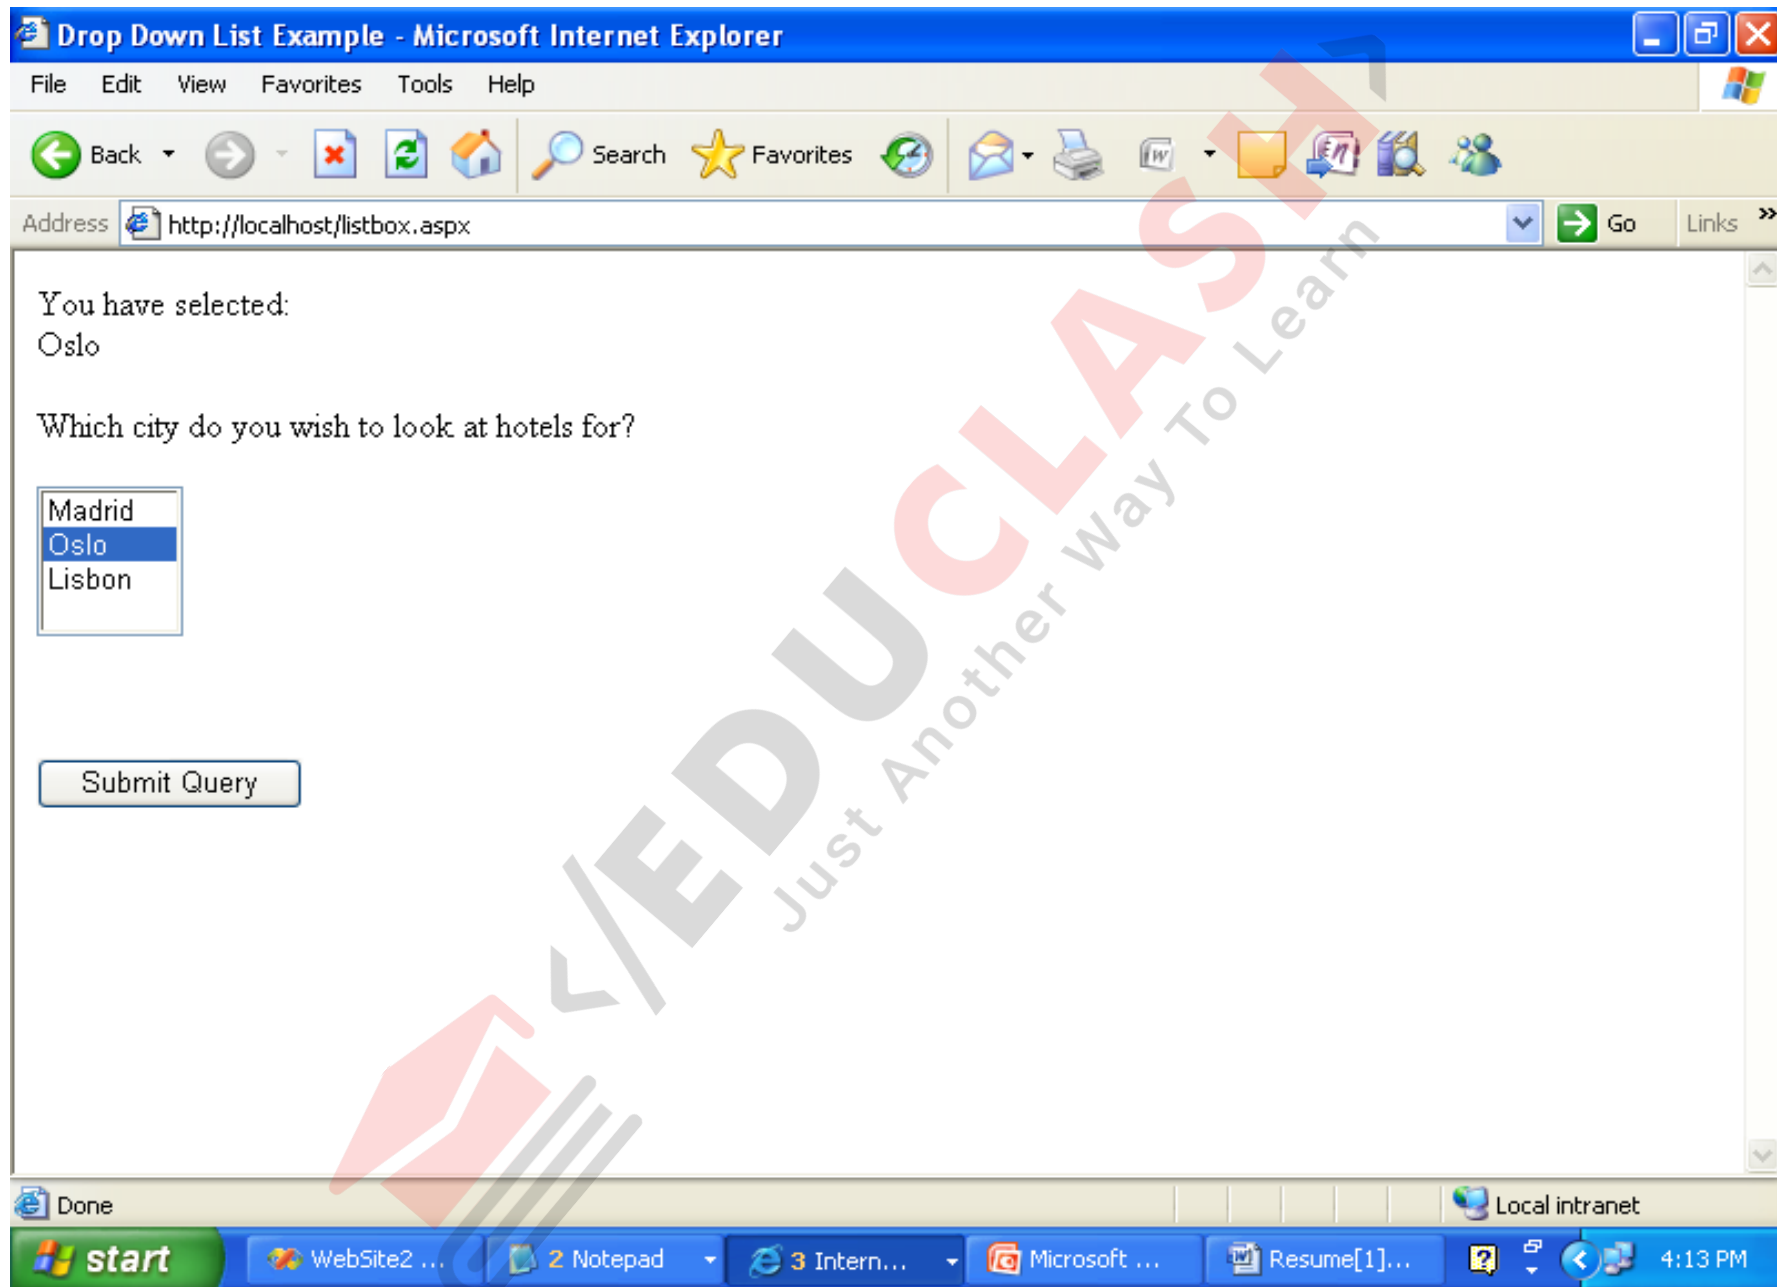 Drop Down List Example - Microsoft Internet Explorer
File Edit View Favorites Tools Help
Back Search Favorites
Address http://localhost/listbox.aspx Go Links »
You have selected:
Oslo
Which city do you wish to look at hotels for?
Madrid
Oslo
Lisbon
Submit Query
</EDUCLASH>
Just Another Way To Learn
Done Local intranet
start WebSite2 ... 2 Notepad 3 Intern... Microsoft ... Resume[1]... 4:13 PM